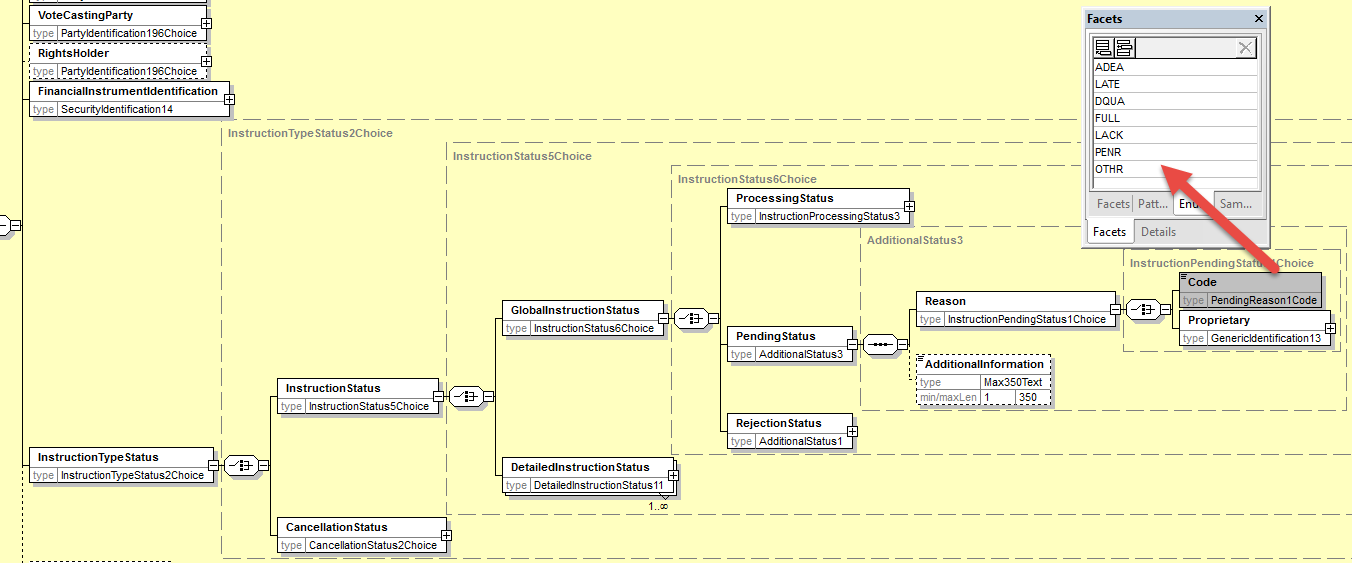 VoteCastingParty
type PartyIdentification196Choice
RightsHolder
type PartyIdentification196Choice
FinancialInstrumentIdentification
type SecurityIdentification14
InstructionTypeStatus2Choice
InstructionStatus5Choice
InstructionStatus6Choice
ProcessingStatus
type InstructionProcessingStatus3
AdditionalStatus3
InstructionPendingStatus1Choice
Code
type PendingReason1Code
Reason
type InstructionPendingStatus1Choice
GlobalInstructionStatus
type InstructionStatus6Choice
Proprietary
type GenericIdentification13
PendingStatus
type AdditionalStatus3
AdditionalInformation
type Max350Text
min/maxLen 1 350
InstructionStatus
type InstructionStatus5Choice
RejectionStatus
type AdditionalStatus1
InstructionTypeStatus
type InstructionTypeStatus2Choice
DetailedInstructionStatus
type DetailedInstructionStatus11
1..∞
CancellationStatus
type CancellationStatus2Choice
Facets
ADEA
LATE
DQUA
FULL
LACK
PENR
OTHR
Facets Patt... Sam...
Facets Details